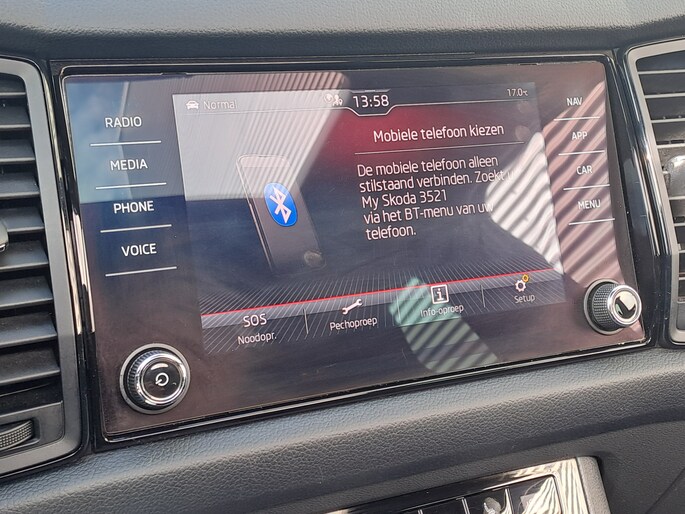 Normal 13:58 17.0°C
RADIO
MEDIA
PHONE
VOICE
Mobiele telefoon kiezen
De mobiele telefoon alleen
stilstaand verbinden. Zoekt u
My Skoda 3521
via het BT-menu van uw
telefoon.
NAV
APP
CAR
MENU
SOS
Noodopr.
Pechoproep
Info-oproep
Setup